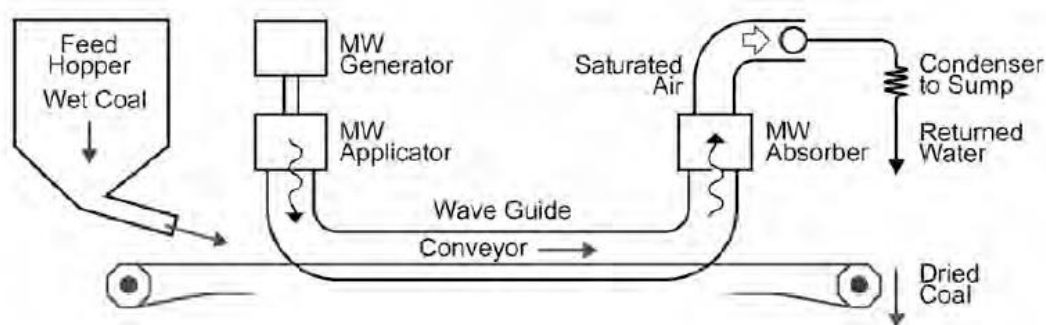 Feed
Hopper
Wet Coal
MW
Generator
MW
Applicator
Wave Guide
Conveyor
Saturated
Air
MW
Absorber
Condenser
to Sump
Returned
Water
Dried
Coal